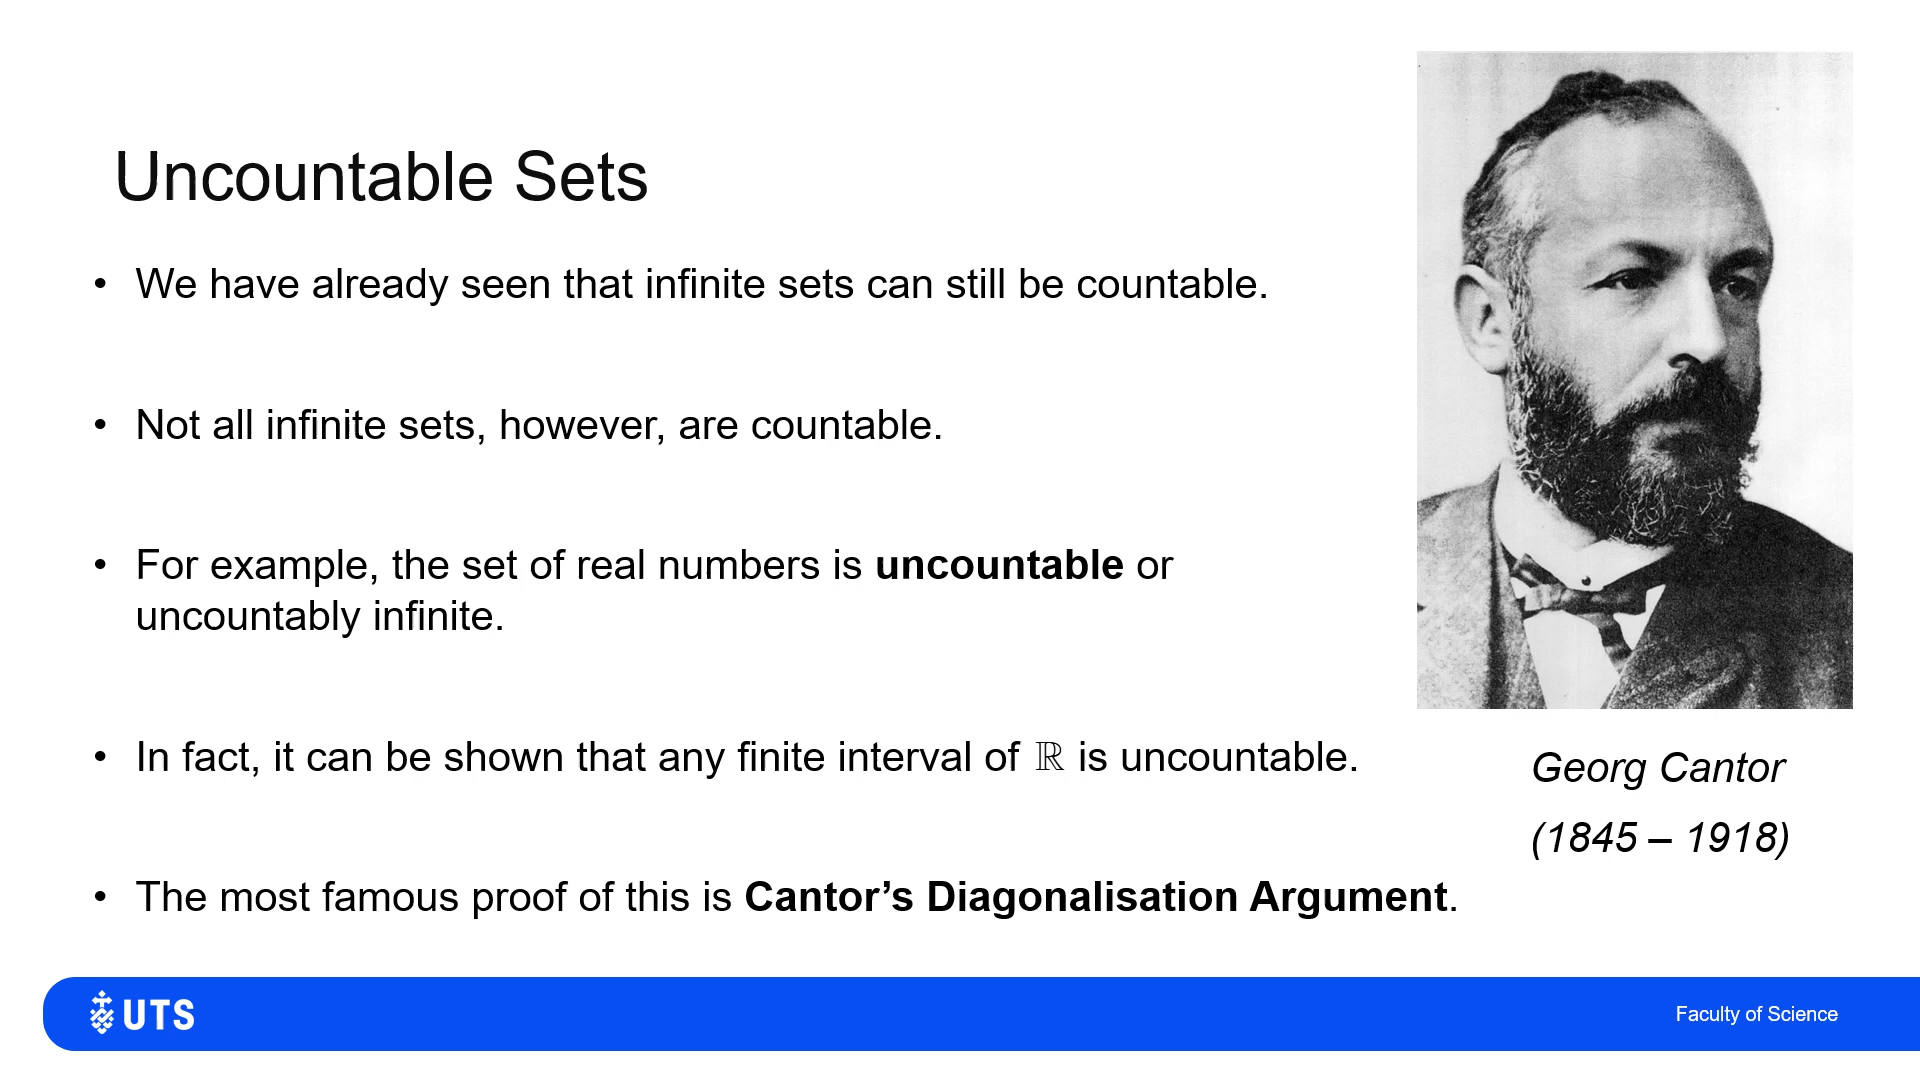 Uncountable Sets
• We have already seen that infinite sets can still be countable.
• Not all infinite sets, however, are countable.
• For example, the set of real numbers is uncountable or
uncountably infinite.
• In fact, it can be shown that any finite interval of ℝ is uncountable.
• The most famous proof of this is Cantor’s Diagonalisation Argument.
Georg Cantor
(1845 – 1918)
UTS
Faculty of Science